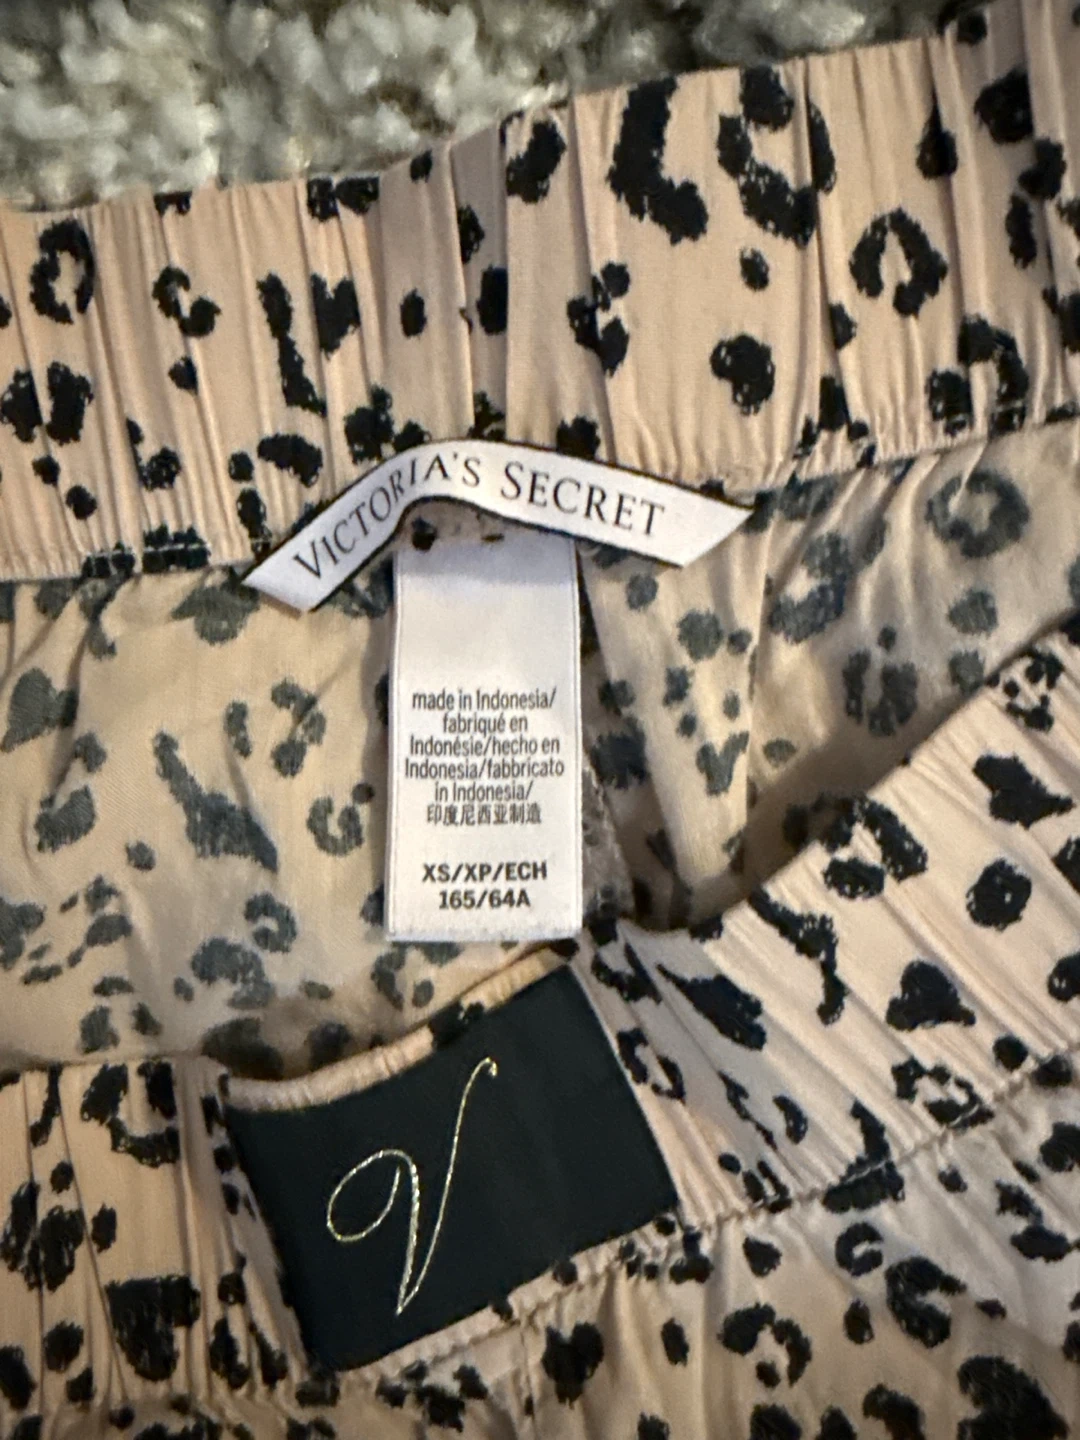 VICTORIA'S SECRET
made in Indonesia/
fabriqué en
Indonésie/hecho en
Indonesia/fabbricato
in Indonesia/
印度尼西亚制造
XS/XP/ECH
165/64A
V